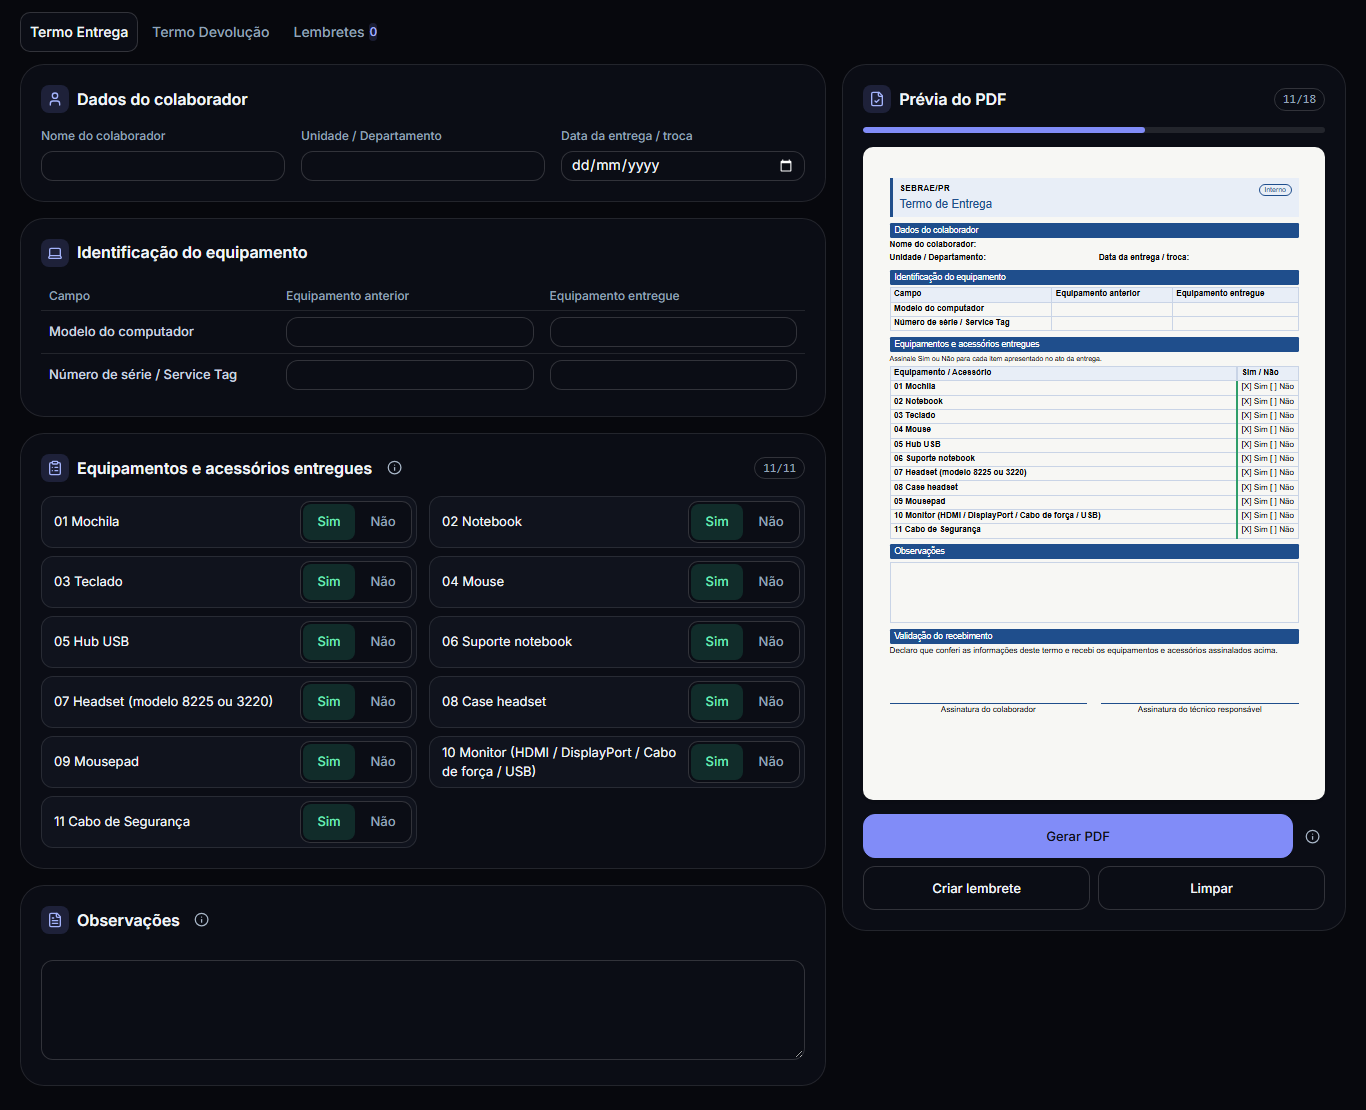 Termo Entrega
Termo Devolução
Lembretes 0
Dados do colaborador
Nome do colaborador
Unidade / Departamento
Data da entrega / troca
dd/mm/yyyy
Identificação do equipamento
Campo
Equipamento anterior
Equipamento entregue
Modelo do computador
Número de série / Service Tag
Equipamentos e acessórios entregues
11/11
01 Mochila
Sim
Não
02 Notebook
Sim
Não
03 Teclado
Sim
Não
04 Mouse
Sim
Não
05 Hub USB
Sim
Não
06 Suporte notebook
Sim
Não
07 Headset (modelo 8225 ou 3220)
Sim
Não
08 Case headset
Sim
Não
09 Mousepad
Sim
Não
10 Monitor (HDMI / DisplayPort / Cabo
de força / USB)
Sim
Não
11 Cabo de Segurança
Sim
Não
Observações
Prévia do PDF
11/18
SEBRAE/PR
Interno
Termo de Entrega
Dados do colaborador
Nome do colaborador:
Unidade / Departamento:
Data da entrega / troca:
Identificação do equipamento
Campo
Equipamento anterior
Equipamento entregue
Modelo do computador
Número de série / Service Tag
Equipamentos e acessórios entregues
Assinale Sim ou Não para cada item apresentado no ato da entrega.
Equipamento / Acessório
Sim / Não
01 Mochila
[X] Sim [ ] Não
02 Notebook
[X] Sim [ ] Não
03 Teclado
[X] Sim [ ] Não
04 Mouse
[X] Sim [ ] Não
05 Hub USB
[X] Sim [ ] Não
06 Suporte notebook
[X] Sim [ ] Não
07 Headset (modelo 8225 ou 3220)
[X] Sim [ ] Não
08 Case headset
[X] Sim [ ] Não
09 Mousepad
[X] Sim [ ] Não
10 Monitor (HDMI / DisplayPort / Cabo de força / USB)
[X] Sim [ ] Não
11 Cabo de Segurança
[X] Sim [ ] Não
Observações
Validação do recebimento
Declaro que conferi as informações deste termo e recebi os equipamentos e acessórios assinalados acima.
Assinatura do colaborador
Assinatura do técnico responsável
Gerar PDF
Criar lembrete
Limpar